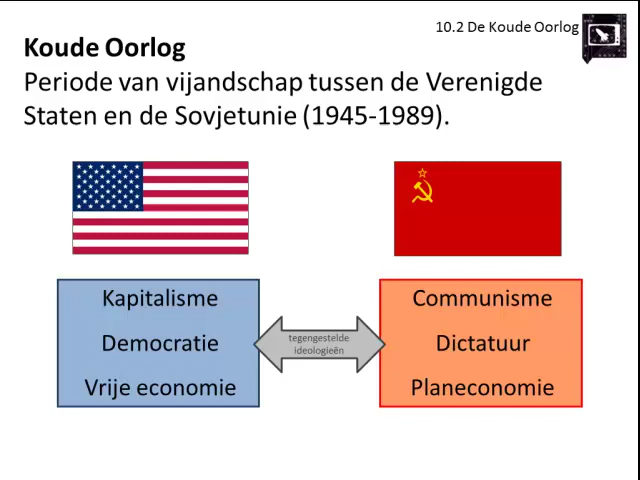 10.2 De Koude Oorlog
Koude Oorlog
Periode van vijandschap tussen de Verenigde
Staten en de Sovjetunie (1945-1989).
Kapitalisme
Democratie
Vrije economie
tegengestelde
ideologieën
Communisme
Dictatuur
Planeconomie